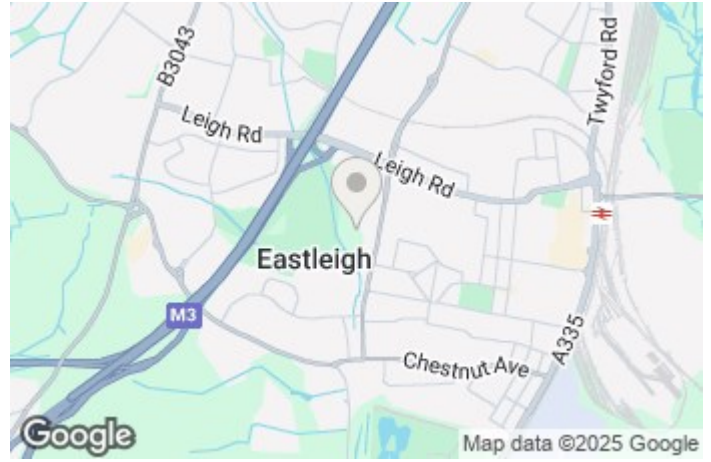 B3043
Twyford Rd
Leigh Rd
Leigh Rd
Eastleigh
M3
A335
Chestnut Ave
Google
Map data ©2025 Google